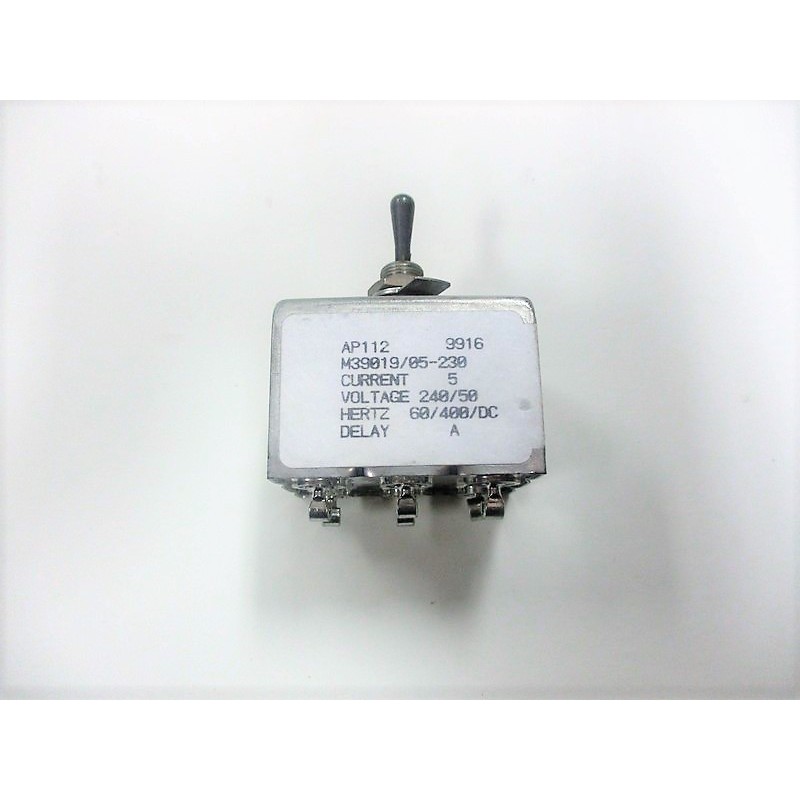 AP112 9916
M39019/05-230
CURRENT 5
VOLTAGE 240/50
HERTZ 60/400/DC
DELAY A